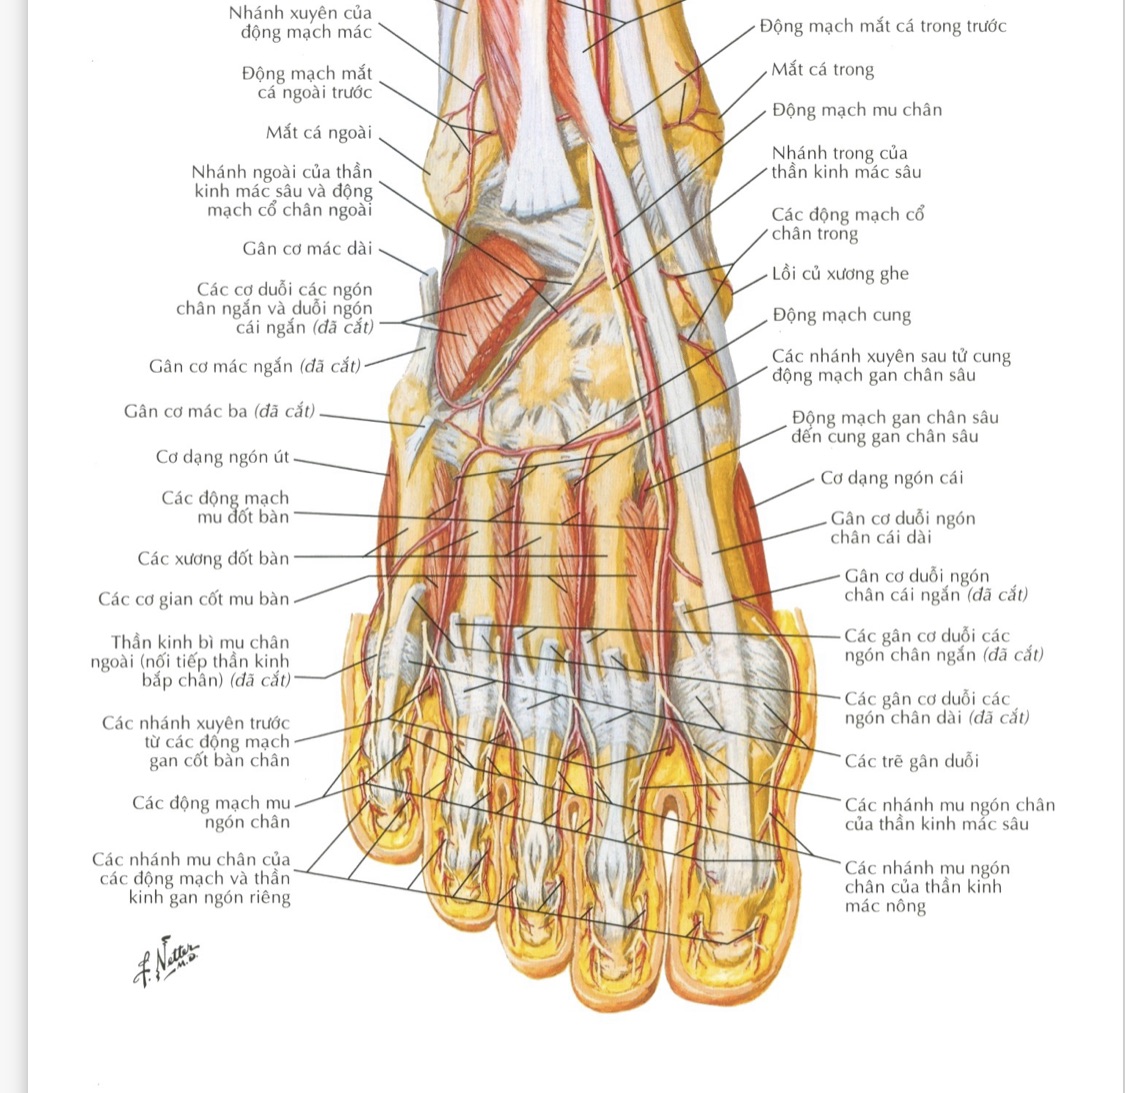 Nhánh xuyên của
động mạch mác
Động mạch mắt
cá ngoài trước
Mắt cá ngoài
Nhánh ngoài của thần
kinh mác sâu và động
mạch cổ chân ngoài
Gân cơ mác dài
Các cơ duỗi các ngón
chân ngắn và duỗi ngón
cái ngắn (đã cắt)
Gân cơ mác ngắn (đã cắt)
Gân cơ mác ba (đã cắt)
Cơ dạng ngón út
Các động mạch
mu đốt bàn
Các xương đốt bàn
Các cơ gian cốt mu bàn
Thần kinh bì mu chân
ngoài (nối tiếp thần kinh
bắp chân) (đã cắt)
Các nhánh xuyên trước
từ các động mạch
gan cốt bàn chân
Các động mạch mu
ngón chân
Các nhánh mu chân của
các động mạch và thần
kinh gan ngón riêng
Động mạch mắt cá trong trước
Mắt cá trong
Động mạch mu chân
Nhánh trong của
thần kinh mác sâu
Các động mạch cổ
chân trong
Lồi củ xương ghe
Động mạch cung
Các nhánh xuyên sau từ cung
động mạch gan chân sâu
Động mạch gan chân sâu
đến cung gan chân sâu
Cơ dạng ngón cái
Gân cơ duỗi ngón
chân cái dài
Gân cơ duỗi ngón
chân cái ngắn (đã cắt)
Các gân cơ duỗi các
ngón chân ngắn (đã cắt)
Các gân cơ duỗi các
ngón chân dài (đã cắt)
Các trẽ gân duỗi
Các nhánh mu ngón chân
của thần kinh mác sâu
Các nhánh mu ngón
chân của thần kinh
mác nông
F. Netter
M.D.